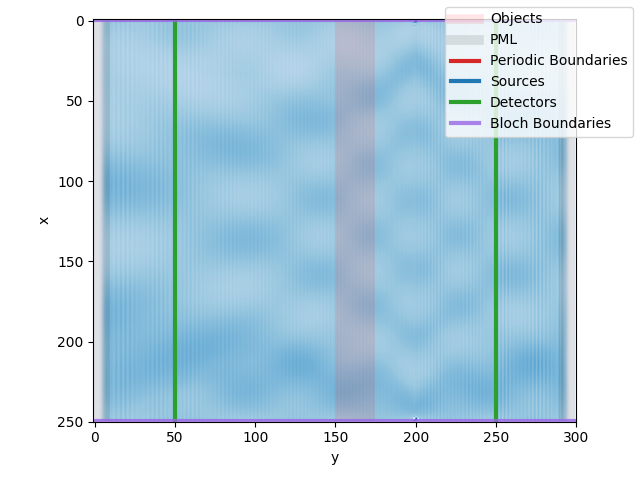 Objects
PML
Periodic Boundaries
Sources
Detectors
Bloch Boundaries
0
50
100
150
200
250
x
0 50 100 150 200 250 300
y